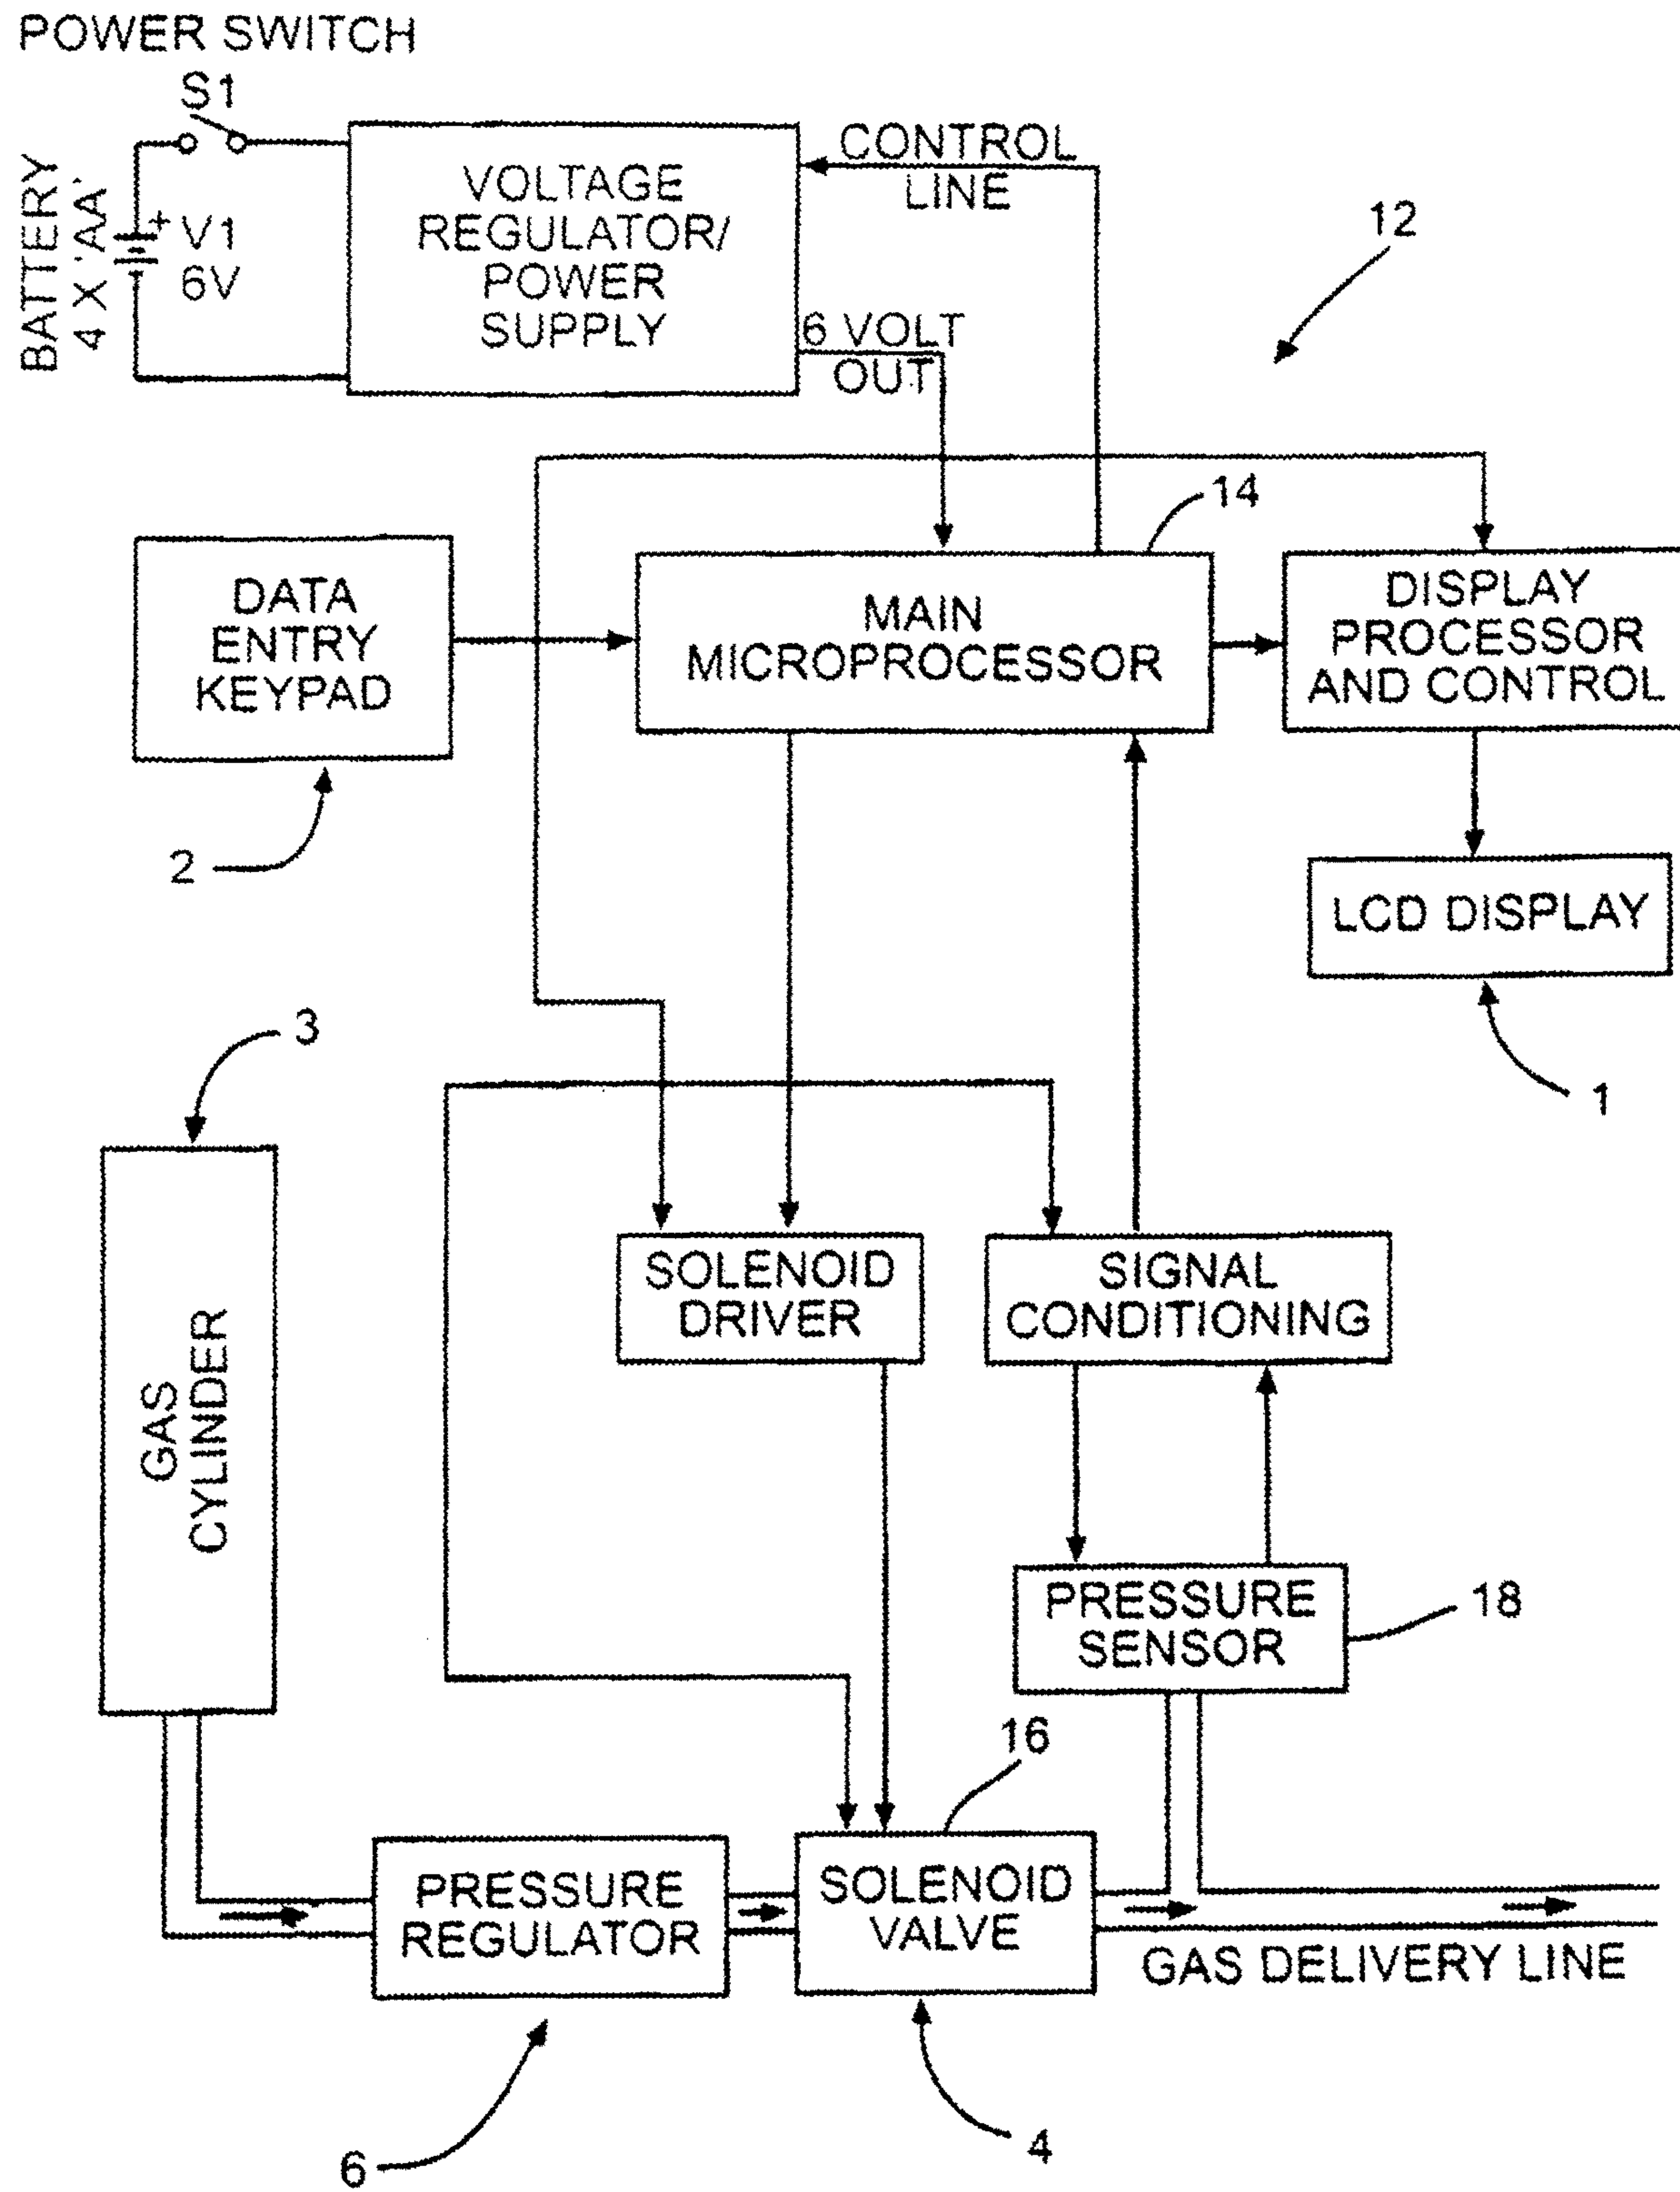 POWER SWITCH
S1
BATTERY
4 X 'AA'
+
V1
6V
VOLTAGE
REGULATOR/
POWER
SUPPLY
CONTROL
LINE
6 VOLT
OUT
12
14
DATA
ENTRY
KEYPAD
MAIN
MICROPROCESSOR
DISPLAY
PROCESSOR
AND CONTROL
2
LCD DISPLAY
3
1
GAS
CYLINDER
SOLENOID
DRIVER
SIGNAL
CONDITIONING
PRESSURE
SENSOR
18
16
PRESSURE
REGULATOR
SOLENOID
VALVE
GAS DELIVERY LINE
6
4